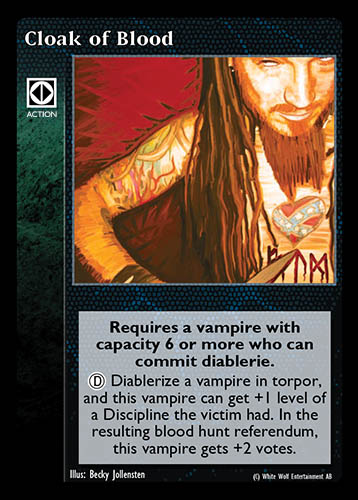 Cloak of Blood
ACTION
Requires a vampire with
capacity 6 or more who can
commit diablerie.
Ⓓ Diablerize a vampire in torpor,
and this vampire can get +1 level of
a Discipline the victim had. In the
resulting blood hunt referendum,
this vampire gets +2 votes.
Illus: Becky Jollensten
(C) White Wolf Entertainment AB